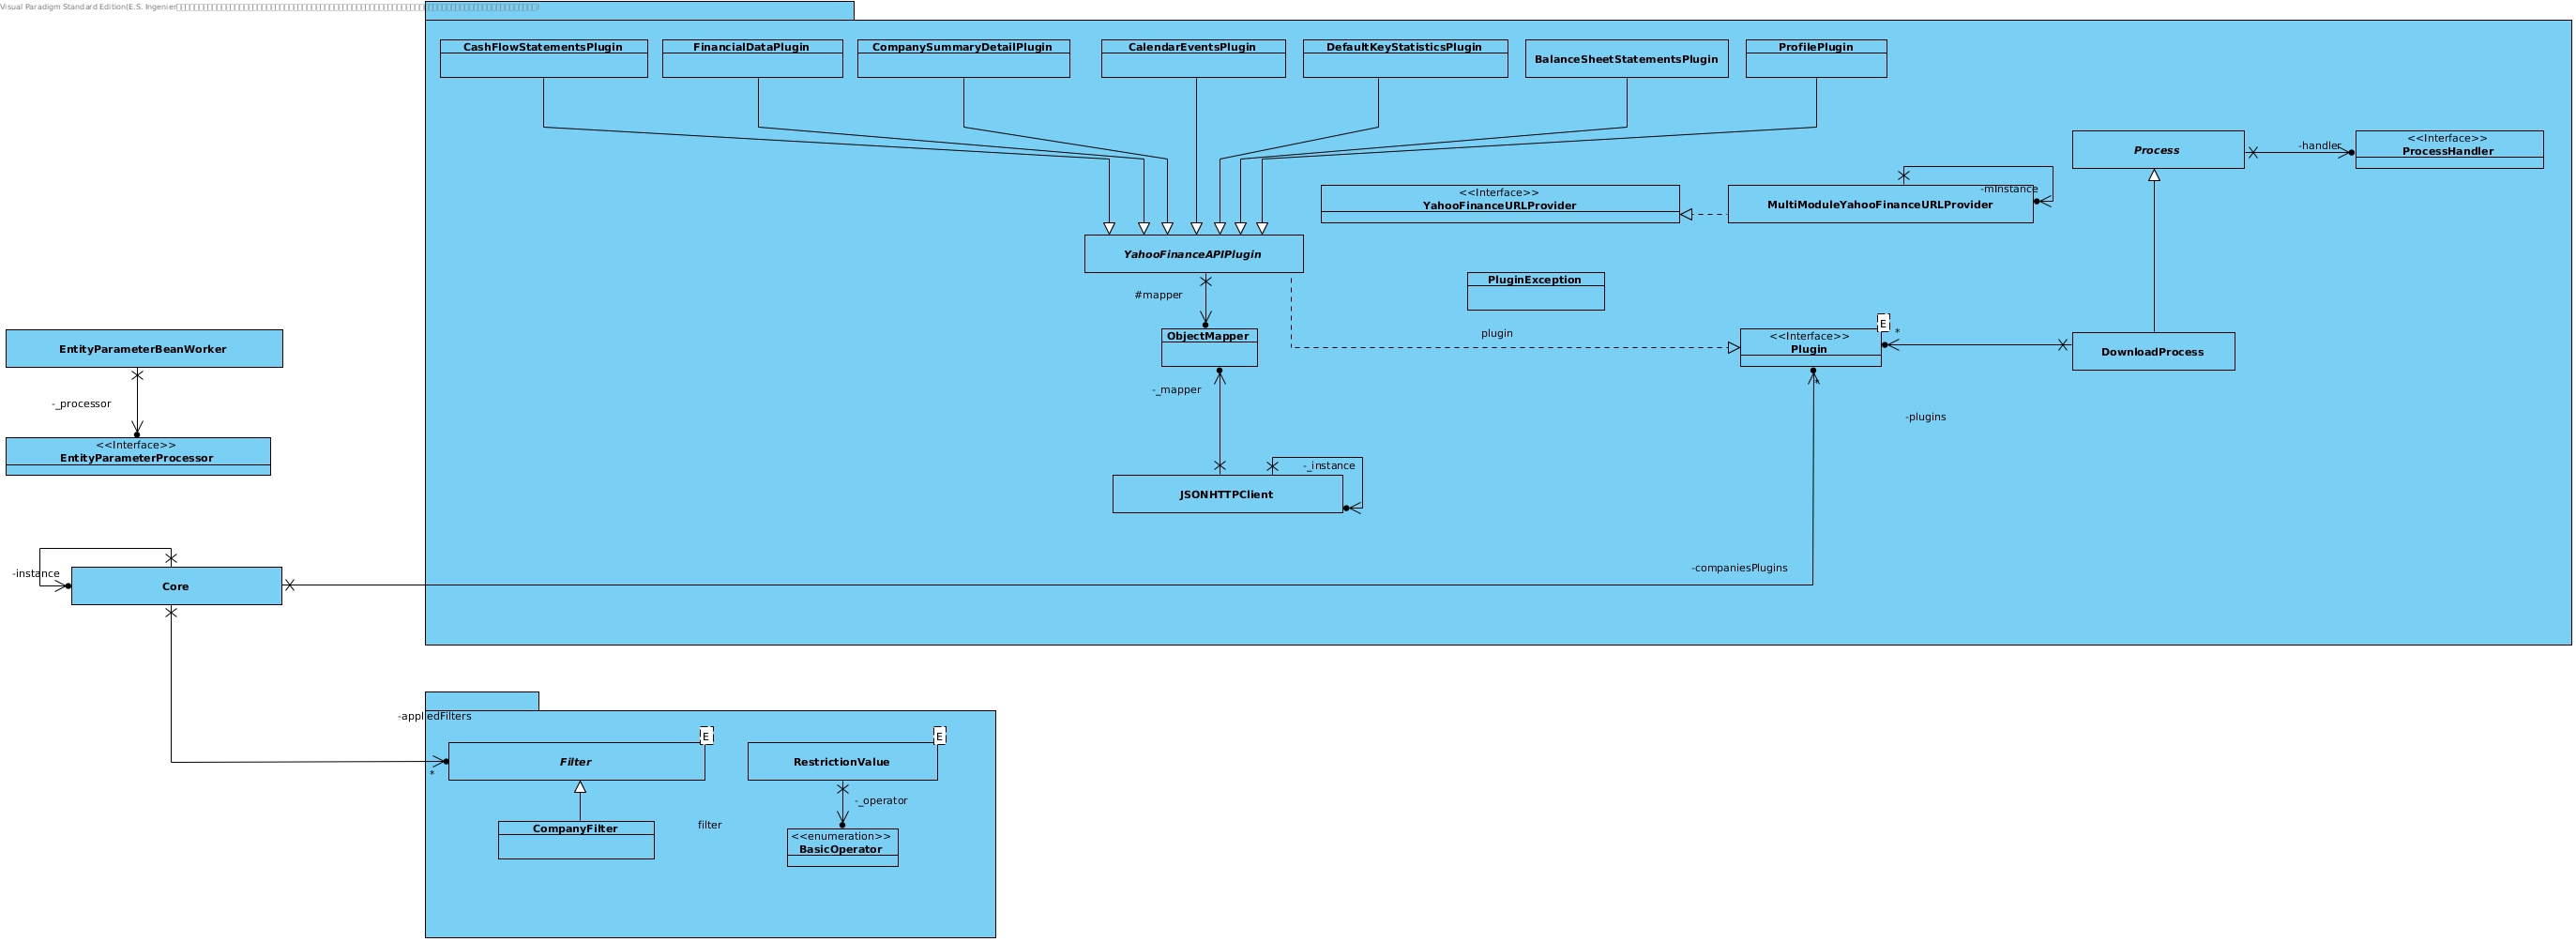 Visual Paradigm Standard Edition(E.S. Ingenier
CashFlowStatementsPlugin
FinancialDataPlugin
CompanySummaryDetailPlugin
CalendarEventsPlugin
DefaultKeyStatisticsPlugin
BalanceSheetStatementsPlugin
ProfilePlugin
Process
-handler
<<Interface>>
ProcessHandler
<<Interface>>
YahooFinanceURLProvider
-mInstance
MultiModuleYahooFinanceURLProvider
YahooFinanceAPIPlugin
#mapper
PluginException
ObjectMapper
plugin
E
*
<<Interface>>
Plugin
DownloadProcess
EntityParameterBeanWorker
-_processor
<<Interface>>
EntityParameterProcessor
-_mapper
*
-plugins
-_instance
JSONHTTPClient
-instance
Core
-companiesPlugins
-appliedFilters
*
E
Filter
E
RestrictionValue
-_operator
CompanyFilter
filter
<<enumeration>>
BasicOperator